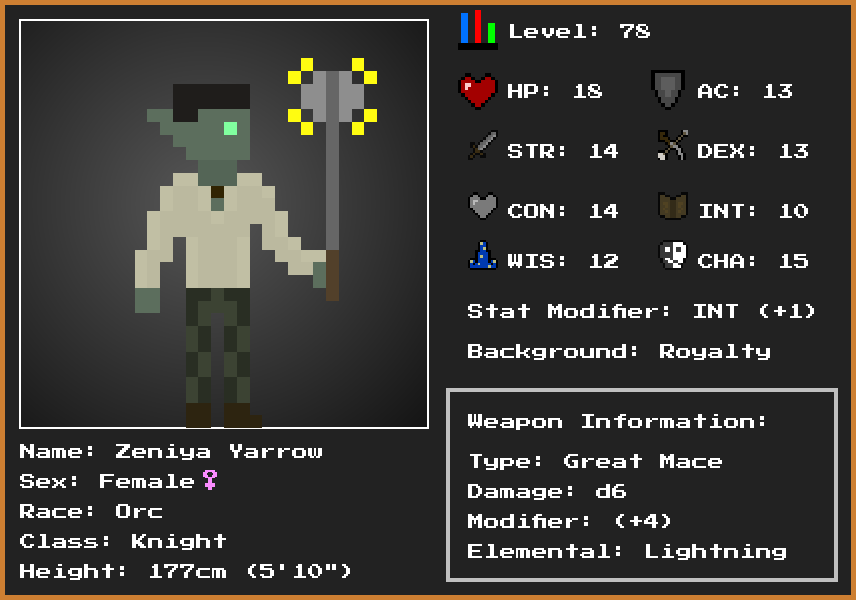 Level: 78
HP: 18 AC: 13
STR: 14 DEX: 13
CON: 14 INT: 10
WIS: 12 CHA: 15
Stat Modifier: INT (+1)
Background: Royalty
Weapon Information:
Type: Great Mace
Damage: d6
Modifier: (+4)
Elemental: Lightning
Name: Zeniya Yarrow
Sex: Female♀
Race: Orc
Class: Knight
Height: 177cm (5'10")